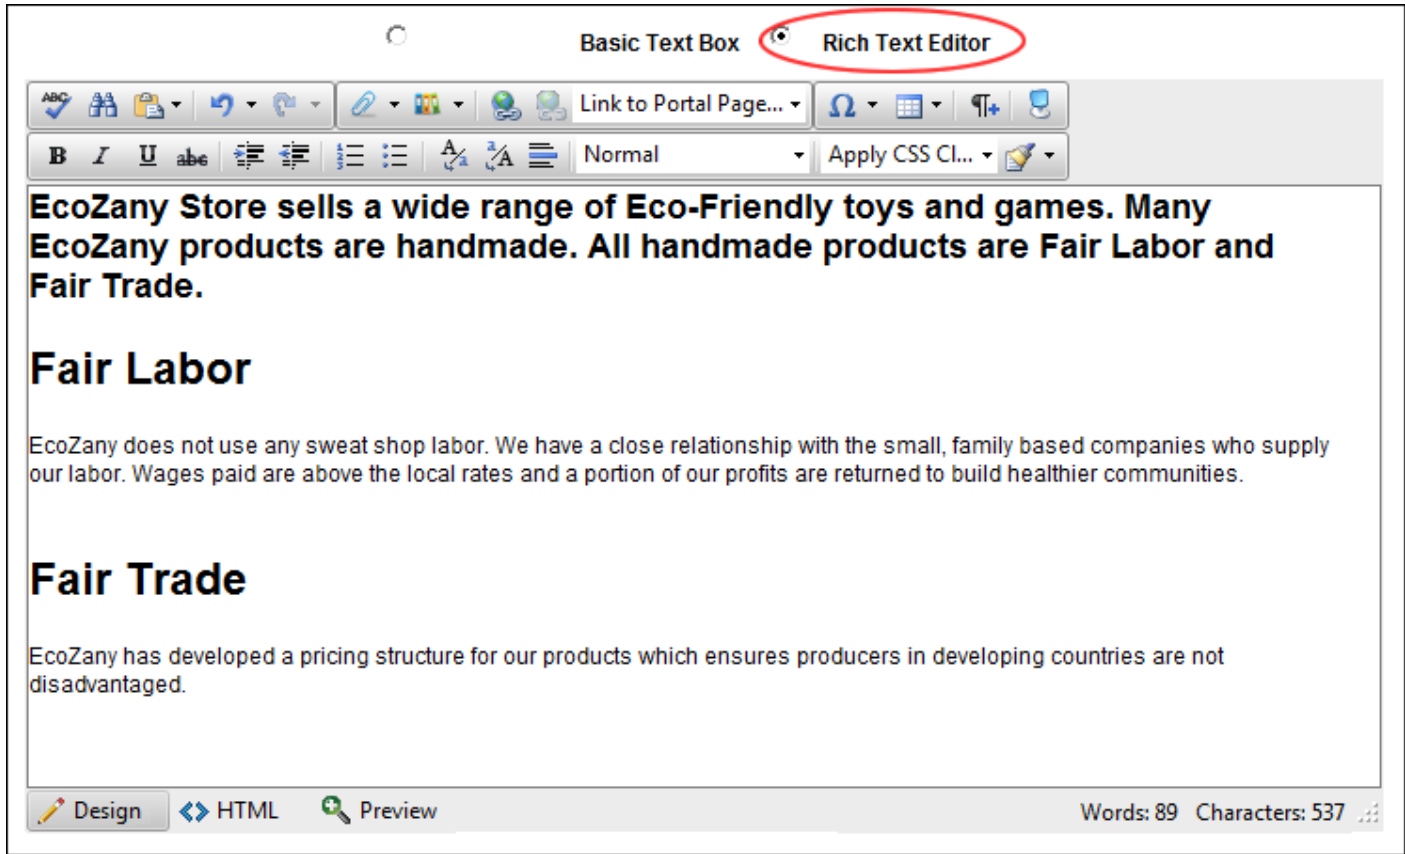 Basic Text Box Rich Text Editor
ABC Link to Portal Page... Ω
B I U abc Normal Apply CSS Cl...
EcoZany Store sells a wide range of Eco-Friendly toys and games. Many
EcoZany products are handmade. All handmade products are Fair Labor and
Fair Trade.
Fair Labor
EcoZany does not use any sweat shop labor. We have a close relationship with the small, family based companies who supply
our labor. Wages paid are above the local rates and a portion of our profits are returned to build healthier communities.
Fair Trade
EcoZany has developed a pricing structure for our products which ensures producers in developing countries are not
disadvantaged.
Design HTML Preview Words: 89 Characters: 537